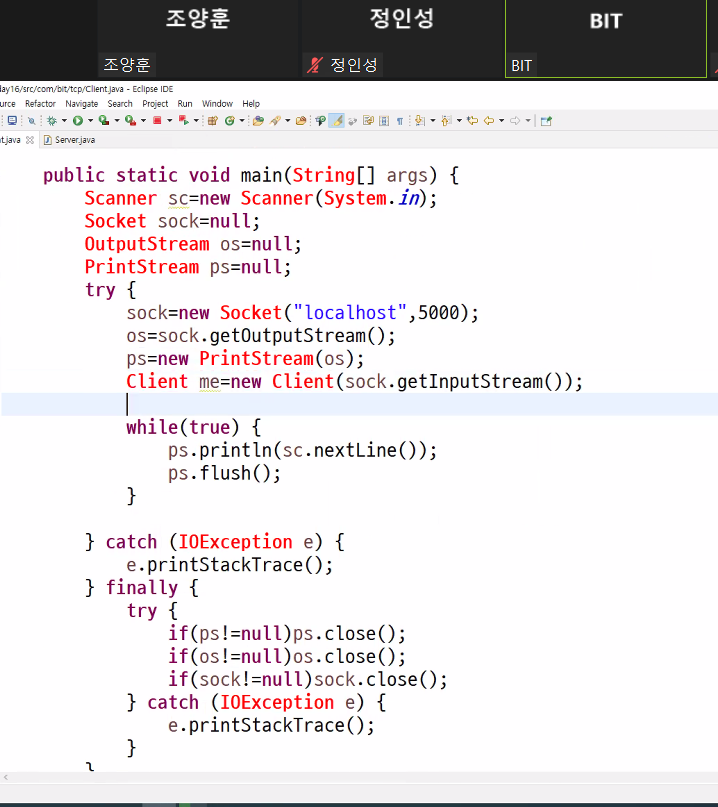 조양훈
정인성
BIT
조양훈
정인성
BIT
day16/src/com/bit/tcp/Client.java - Eclipse IDE
urce Refactor Navigate Search Project Run Window Help
nt.java Server.java
public static void main(String[] args) {
Scanner sc=new Scanner(System.in);
Socket sock=null;
OutputStream os=null;
PrintStream ps=null;
try {
sock=new Socket("localhost",5000);
os=sock.getOutputStream();
ps=new PrintStream(os);
Client me=new Client(sock.getInputStream());
while(true) {
ps.println(sc.nextLine());
ps.flush();
}
} catch (IOException e) {
e.printStackTrace();
} finally {
try {
if(ps!=null)ps.close();
if(os!=null)os.close();
if(sock!=null)sock.close();
} catch (IOException e) {
e.printStackTrace();
}
}